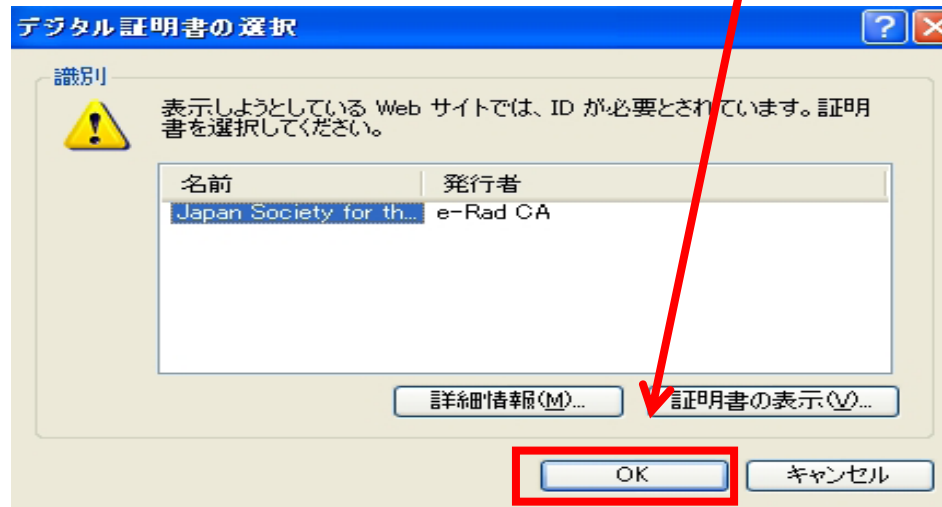 デジタル証明書の選択
識別
表示しようとしている Web サイトでは、ID が必要とされています。証明
書を選択してください。
名前 発行者
Japan Society for th... e-Rad CA
詳細情報(M)... 証明書の表示(V)...
OK キャンセル